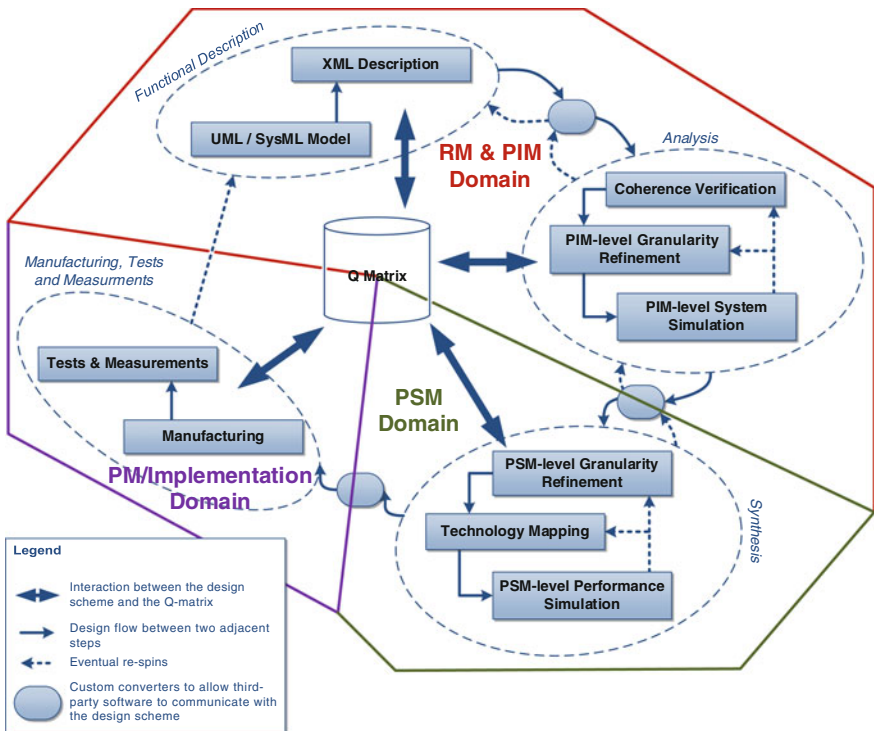 Functional Description
XML Description
UML / SysML Model
RM & PIM
Domain
Analysis
Coherence Verification
PIM-level Granularity
Refinement
PIM-level System
Simulation
Q Matrix
Manufacturing, Tests
and Measurments
Tests & Measurements
Manufacturing
PM/Implementation
Domain
PSM
Domain
PSM-level Granularity
Refinement
Technology Mapping
PSM-level Performance
Simulation
Synthesis
Legend
Interaction between the design
scheme and the Q-matrix
Design flow between two adjacent
steps
Eventual re-spins
Custom converters to allow third-
party software to communicate with
the design scheme